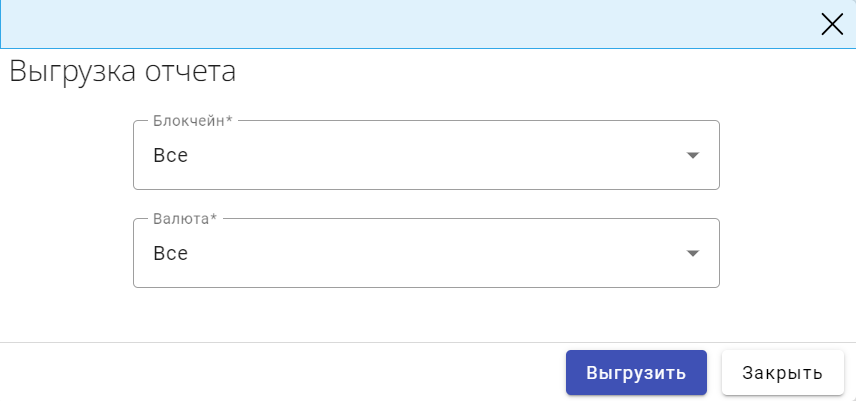 Выгрузка отчета
Блокчейн*
Все
Валюта*
Все
Выгрузить
Закрыть